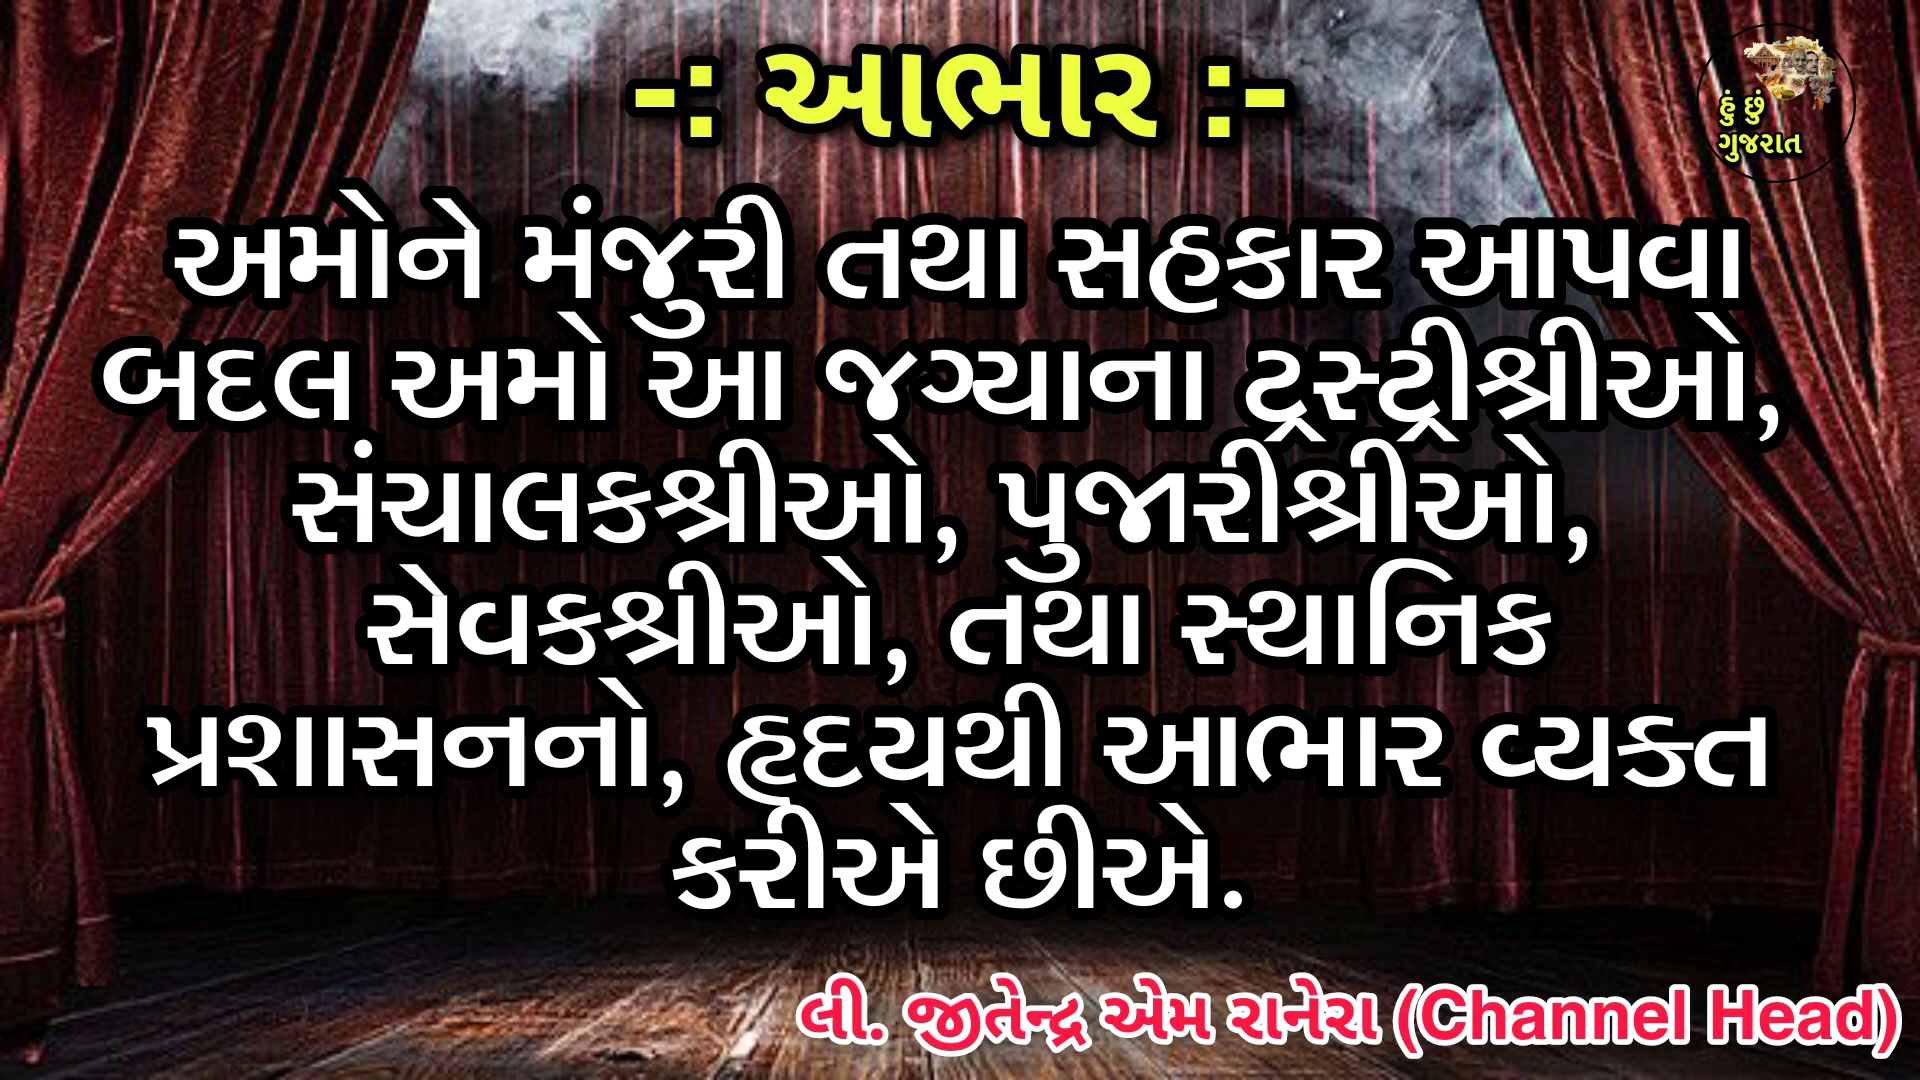 -: આભાર :-
હું છું
ગુજરાત
અમોને મંજુરી તથા સહકાર આપવા
બદલ અમો આ જગ્યાના ટ્રસ્ટ્રીશ્રીઓ,
સંચાલકશ્રીઓ, પુજારીશ્રીઓ,
સેવકશ્રીઓ, તથા સ્થાનિક
પ્રશાસનનો, હૃદયથી આભાર વ્યક્ત
કરીએ છીએ.
લી. જીતેન્દ્ર એમ રાનેરા (Channel Head)